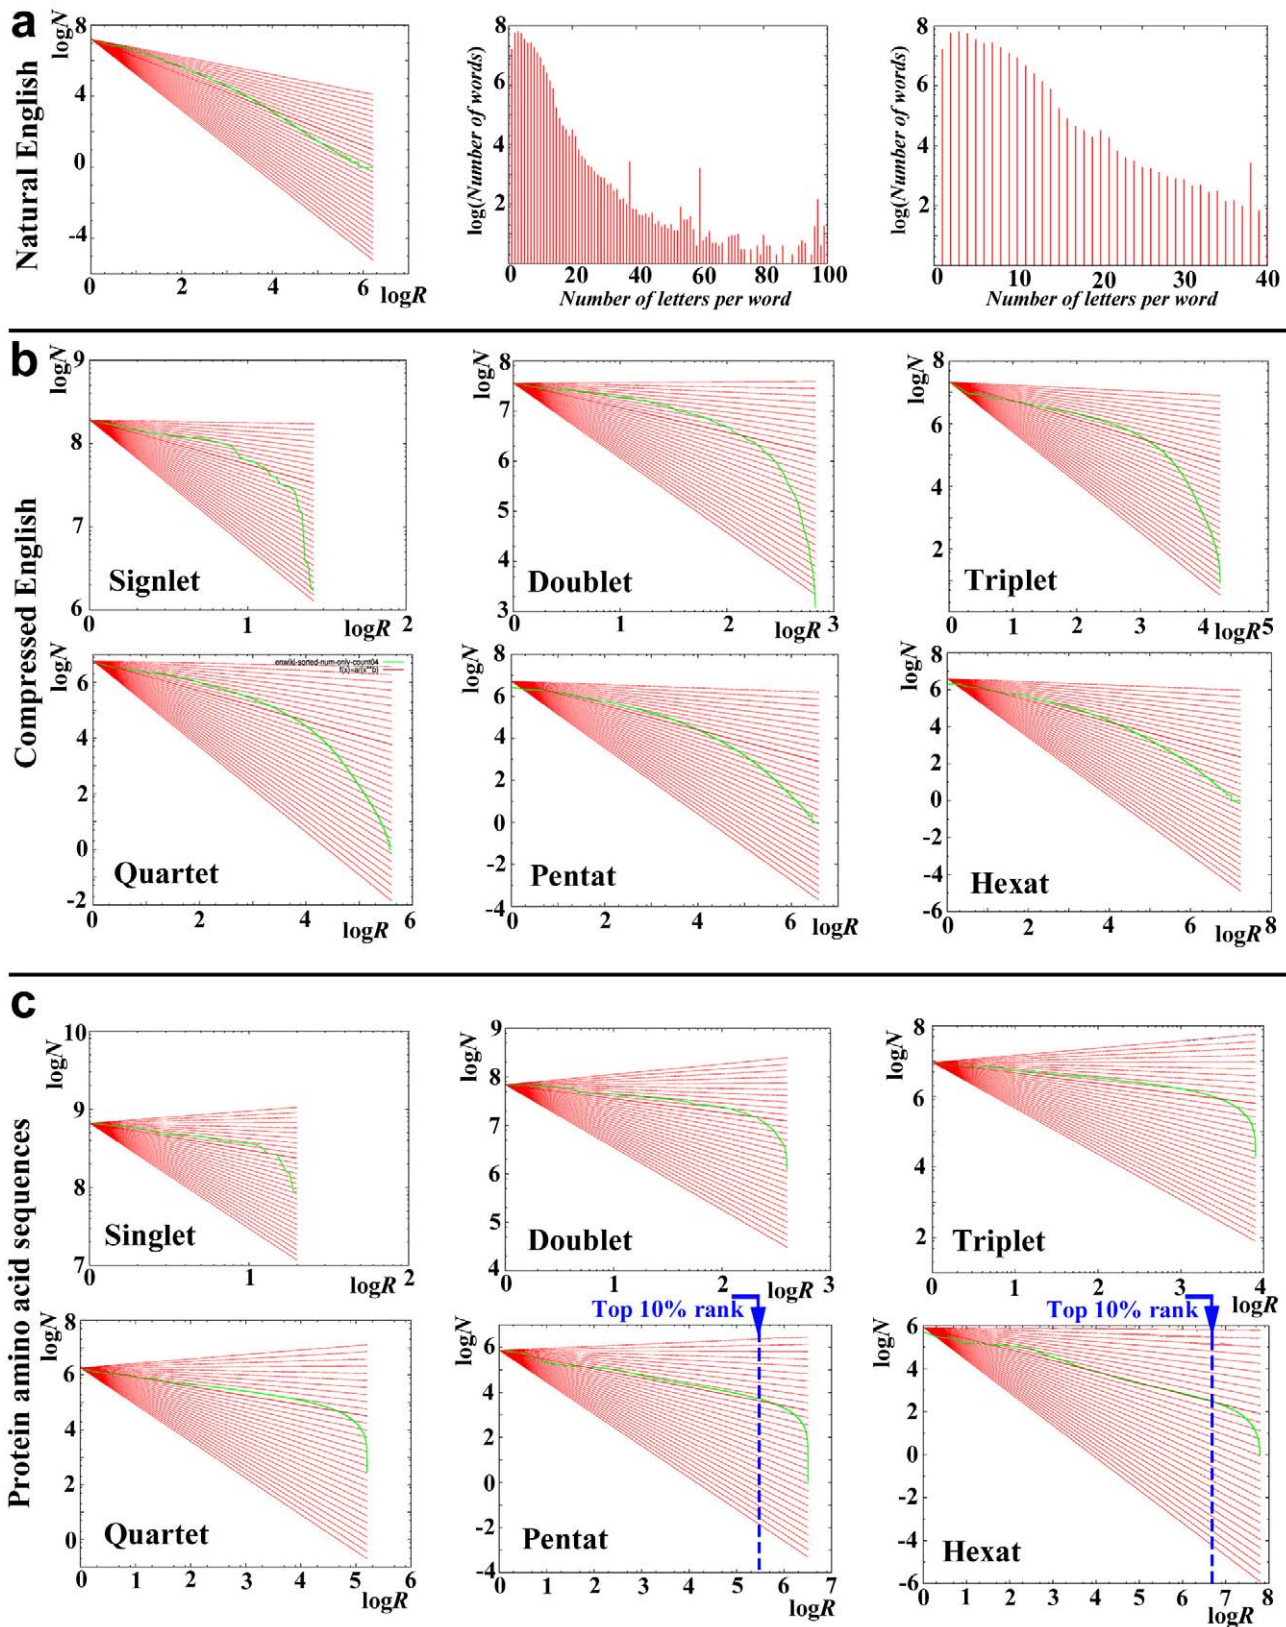 a
Natural English
logN
8
4
0
-4
0 2 4 6 logR
log(Number of words)
8
6
4
2
0 20 40 60 80 100
Number of letters per word
log(Number of words)
8
6
4
2
0 10 20 30 40
Number of letters per word
b
Compressed English
logN
9
8
7
6
Signlet
0 1 logR 2
logN
8
7
6
5
4
3
Doublet
0 1 2 logR 3
logN
8
6
4
2
Triplet
0 1 2 3 4 logR 5
logN
6
4
2
0
-2
enwiki-sorted-num-only-count04
f(x)=a/(x**b)
Quartet
0 2 4 logR 6
logN
8
6
4
2
0
-2
-4
Pentat
0 2 4 6 logR
logN
8
6
4
2
0
-2
-4
-6
Hexat
0 2 4 6 logR 8
c
Protein amino acid sequences
logN
10
9
8
7
Singlet
0 1 logR 2
logN
9
8
7
6
5
4
Doublet
0 1 2 logR 3
logN
8
6
4
2
Triplet
0 1 2 3 4
logR
logN
8
6
4
2
0
Quartet
0 1 2 3 4 5 6
logR
Top 10% rank
logN
6
4
2
0
-2
-4
Pentat
0 1 2 3 4 5 6 7
logR
Top 10% rank
logN
6
4
2
0
-2
-4
-6
Hexat
0 1 2 3 4 5 6 7 8
logR